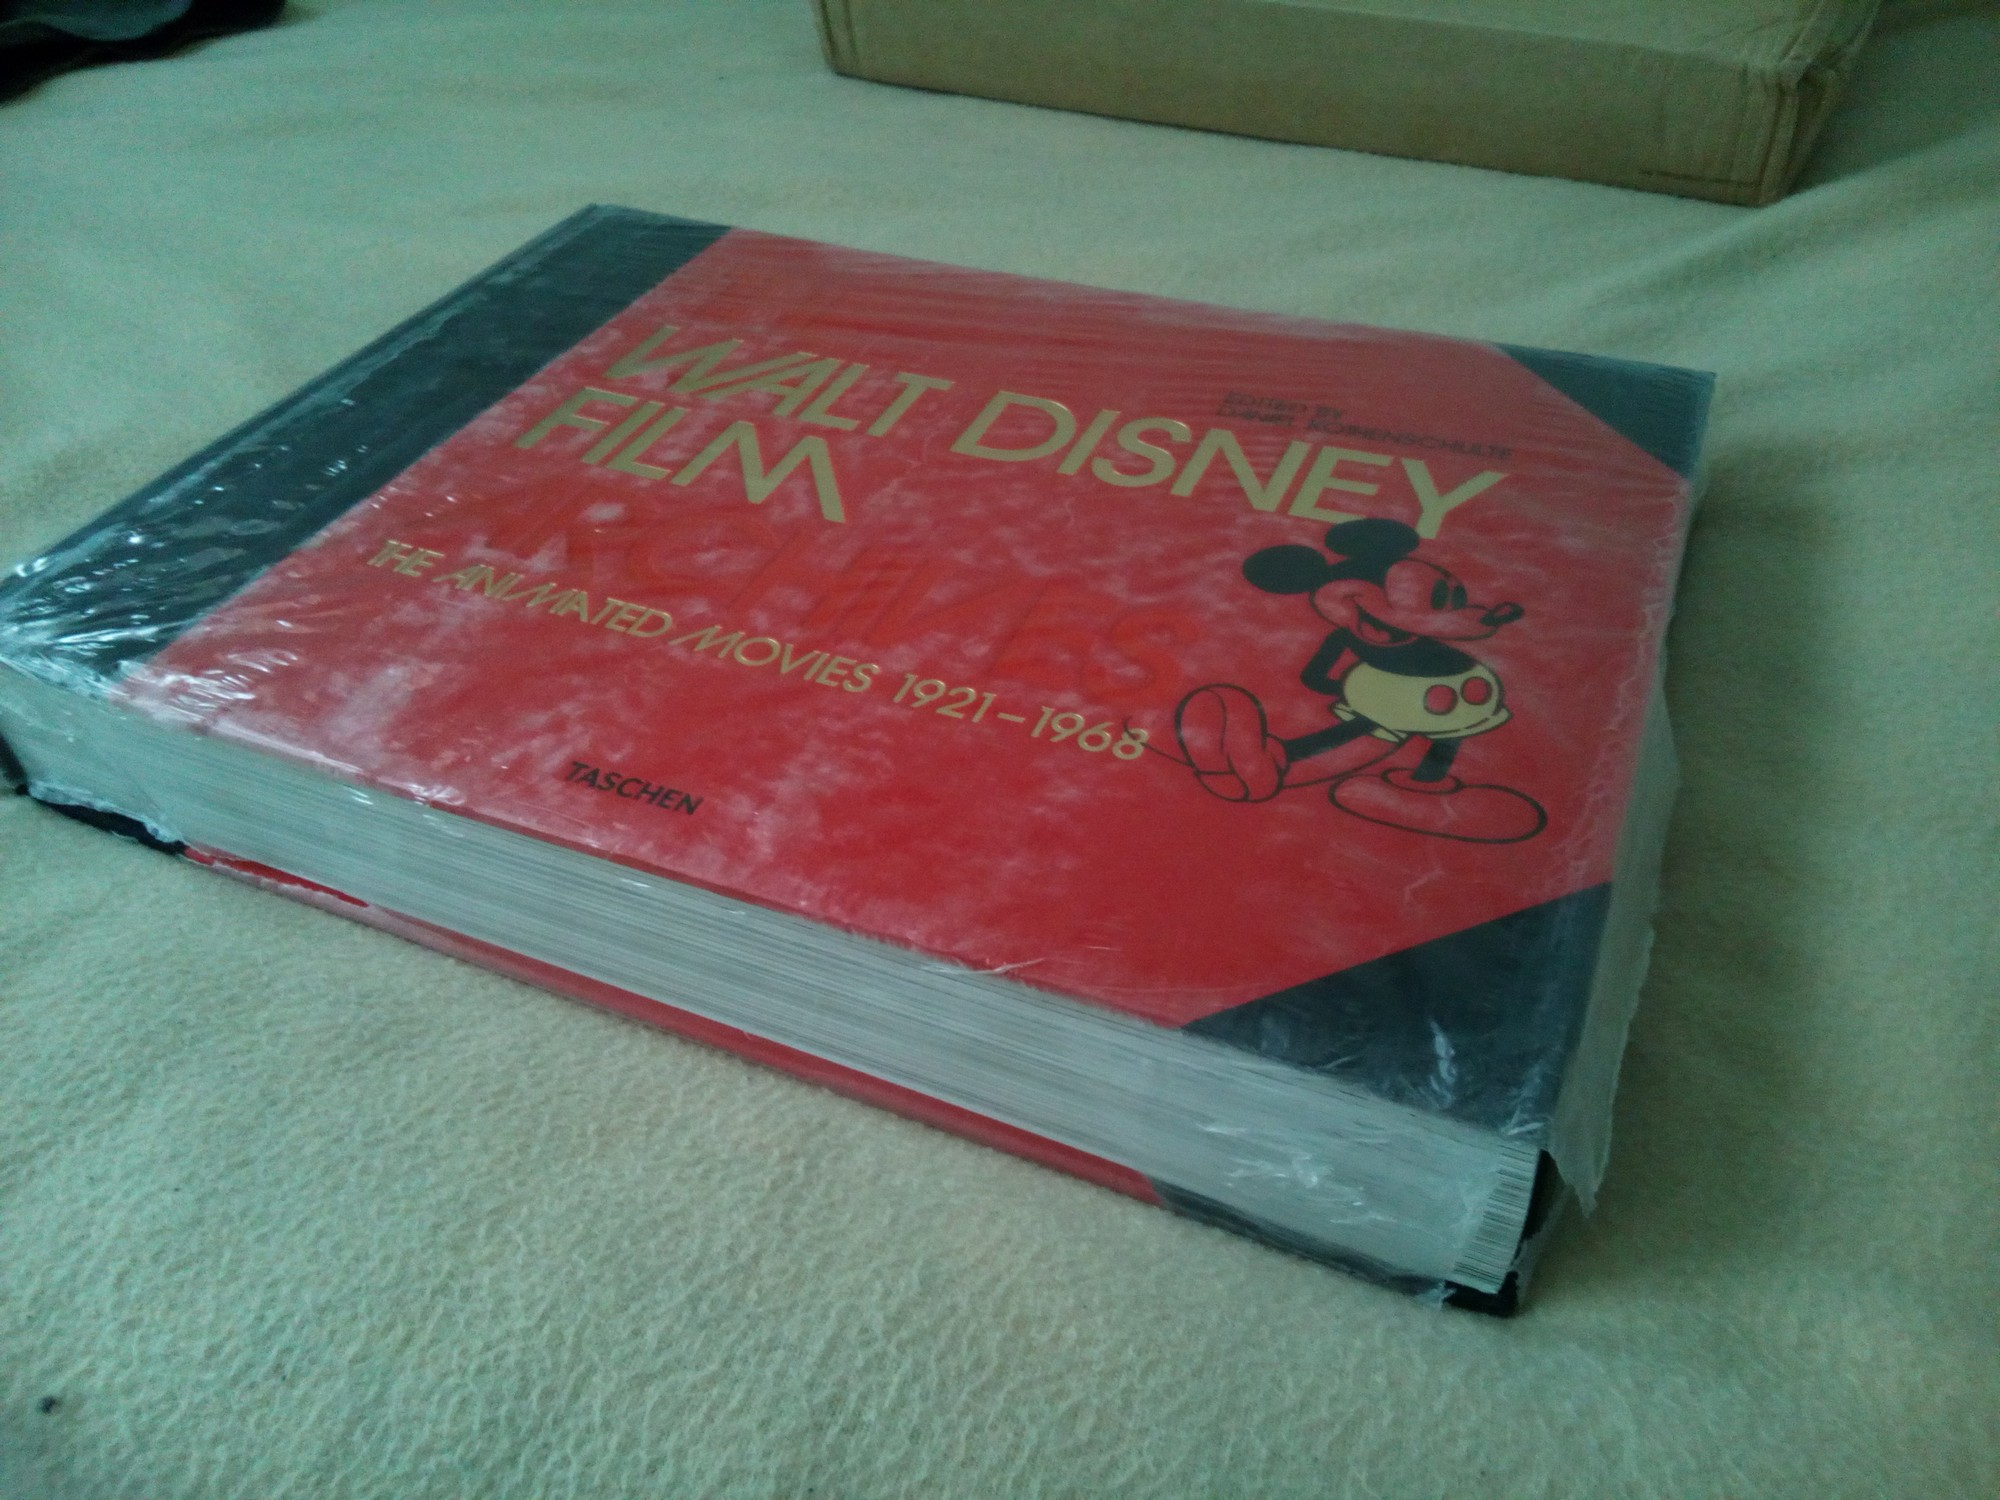 EDITED BY
DANIEL KOTHENSCHULTE
WALT DISNEY
FILM
ARCHIVES
THE ANIMATED MOVIES 1921–1968
TASCHEN